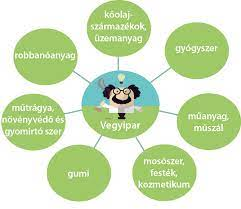 kőolaj-
származékok,
üzemanyag
robbanóanyag
gyógyszer
műtrágya,
növényvédő és
gyomirtó szer
Vegyipar
műanyag,
műszál
gumi
mosószer,
festék,
kozmetikum